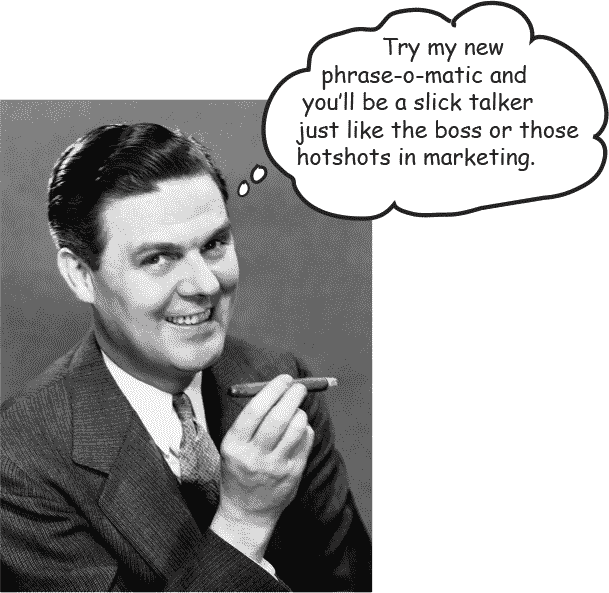 Try my new
phrase-o-matic and
you'll be a slick talker
just like the boss or those
hotshots in marketing.